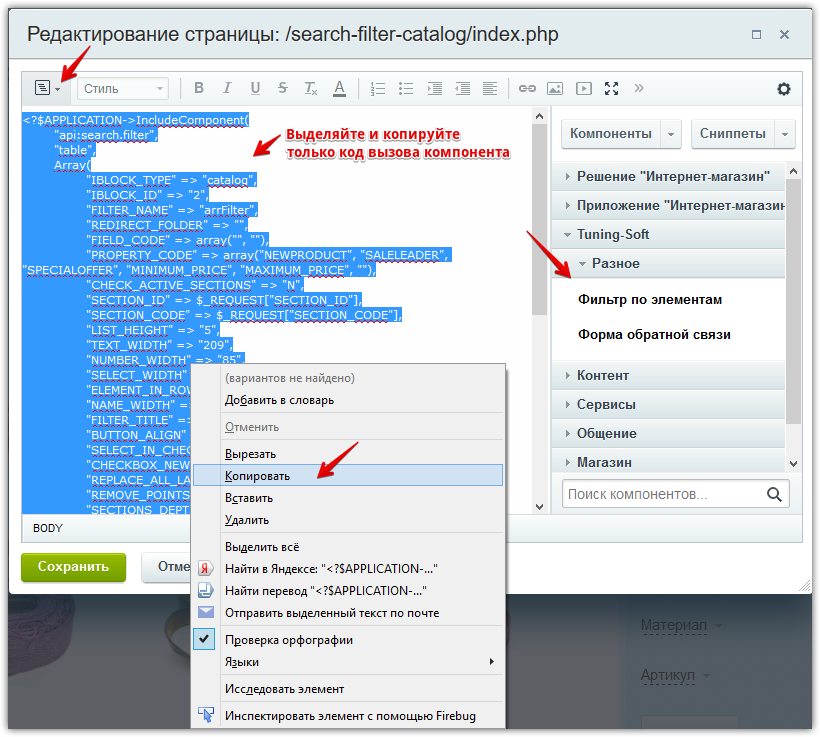 Редактирование страницы: /search-filter-catalog/index.php
Стиль
B I U S Tx A
<?$APPLICATION->IncludeComponent(
"api:search.filter",
"table",
Array(
"IBLOCK_TYPE" => "catalog",
"IBLOCK_ID" => "2",
"FILTER_NAME" => "arrFilter",
"REDIRECT_FOLDER" => "",
"FIELD_CODE" => array("", ""),
"PROPERTY_CODE" => array("NEWPRODUCT", "SALELEADER",
"SPECIALOFFER", "MINIMUM_PRICE", "MAXIMUM_PRICE", ""),
"CHECK_ACTIVE_SECTIONS" => "N",
"SECTION_ID" => $_REQUEST["SECTION_ID"],
"SECTION_CODE" => $_REQUEST["SECTION_CODE"],
"LIST_HEIGHT" => "5",
"TEXT_WIDTH" => "209",
"NUMBER_WIDTH" => "85",
"SELECT_WIDTH"
"ELEMENT_IN_ROW
"NAME_WIDTH" =
"FILTER_TITLE" =>
"BUTTON_ALIGN"
"SELECT_IN_CHEC
"CHECKBOX_NEW
"REPLACE_ALL_LA
"REMOVE_POINTS
"SECTIONS_DEPT
Выделяйте и копируйте
только код вызова компонента
Компоненты
Сниппеты
Решение "Интернет-магазин"
Приложение "Интернет-магазин
Tuning-Soft
Разное
Фильтр по элементам
Форма обратной связи
Контент
Сервисы
Общение
Магазин
Поиск компонентов...
BODY
Сохранить
Отме
(вариантов не найдено)
Добавить в словарь
Отменить
Вырезать
Копировать
Вставить
Удалить
Выделить всё
Найти в Яндексе: "<?$APPLICATION-..."
Найти перевод "<?$APPLICATION-..."
Отправить выделенный текст по почте
Проверка орфографии
Языки
Исследовать элемент
Инспектировать элемент с помощью Firebug
Материал
Артикул